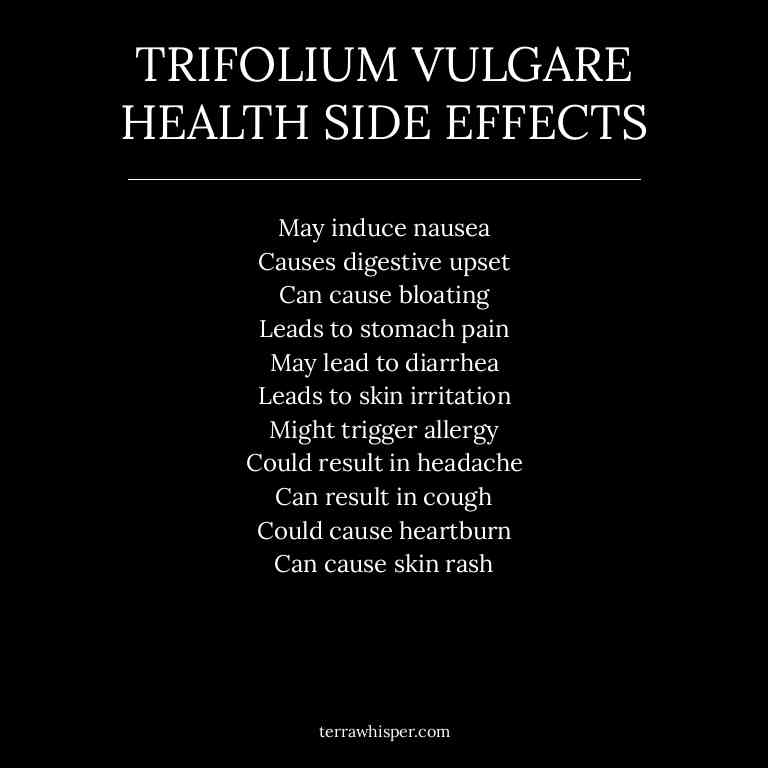 TRIFOLIUM VULGARE
HEALTH SIDE EFFECTS
May induce nausea
Causes digestive upset
Can cause bloating
Leads to stomach pain
May lead to diarrhea
Leads to skin irritation
Might trigger allergy
Could result in headache
Can result in cough
Could cause heartburn
Can cause skin rash
terrawhisper.com